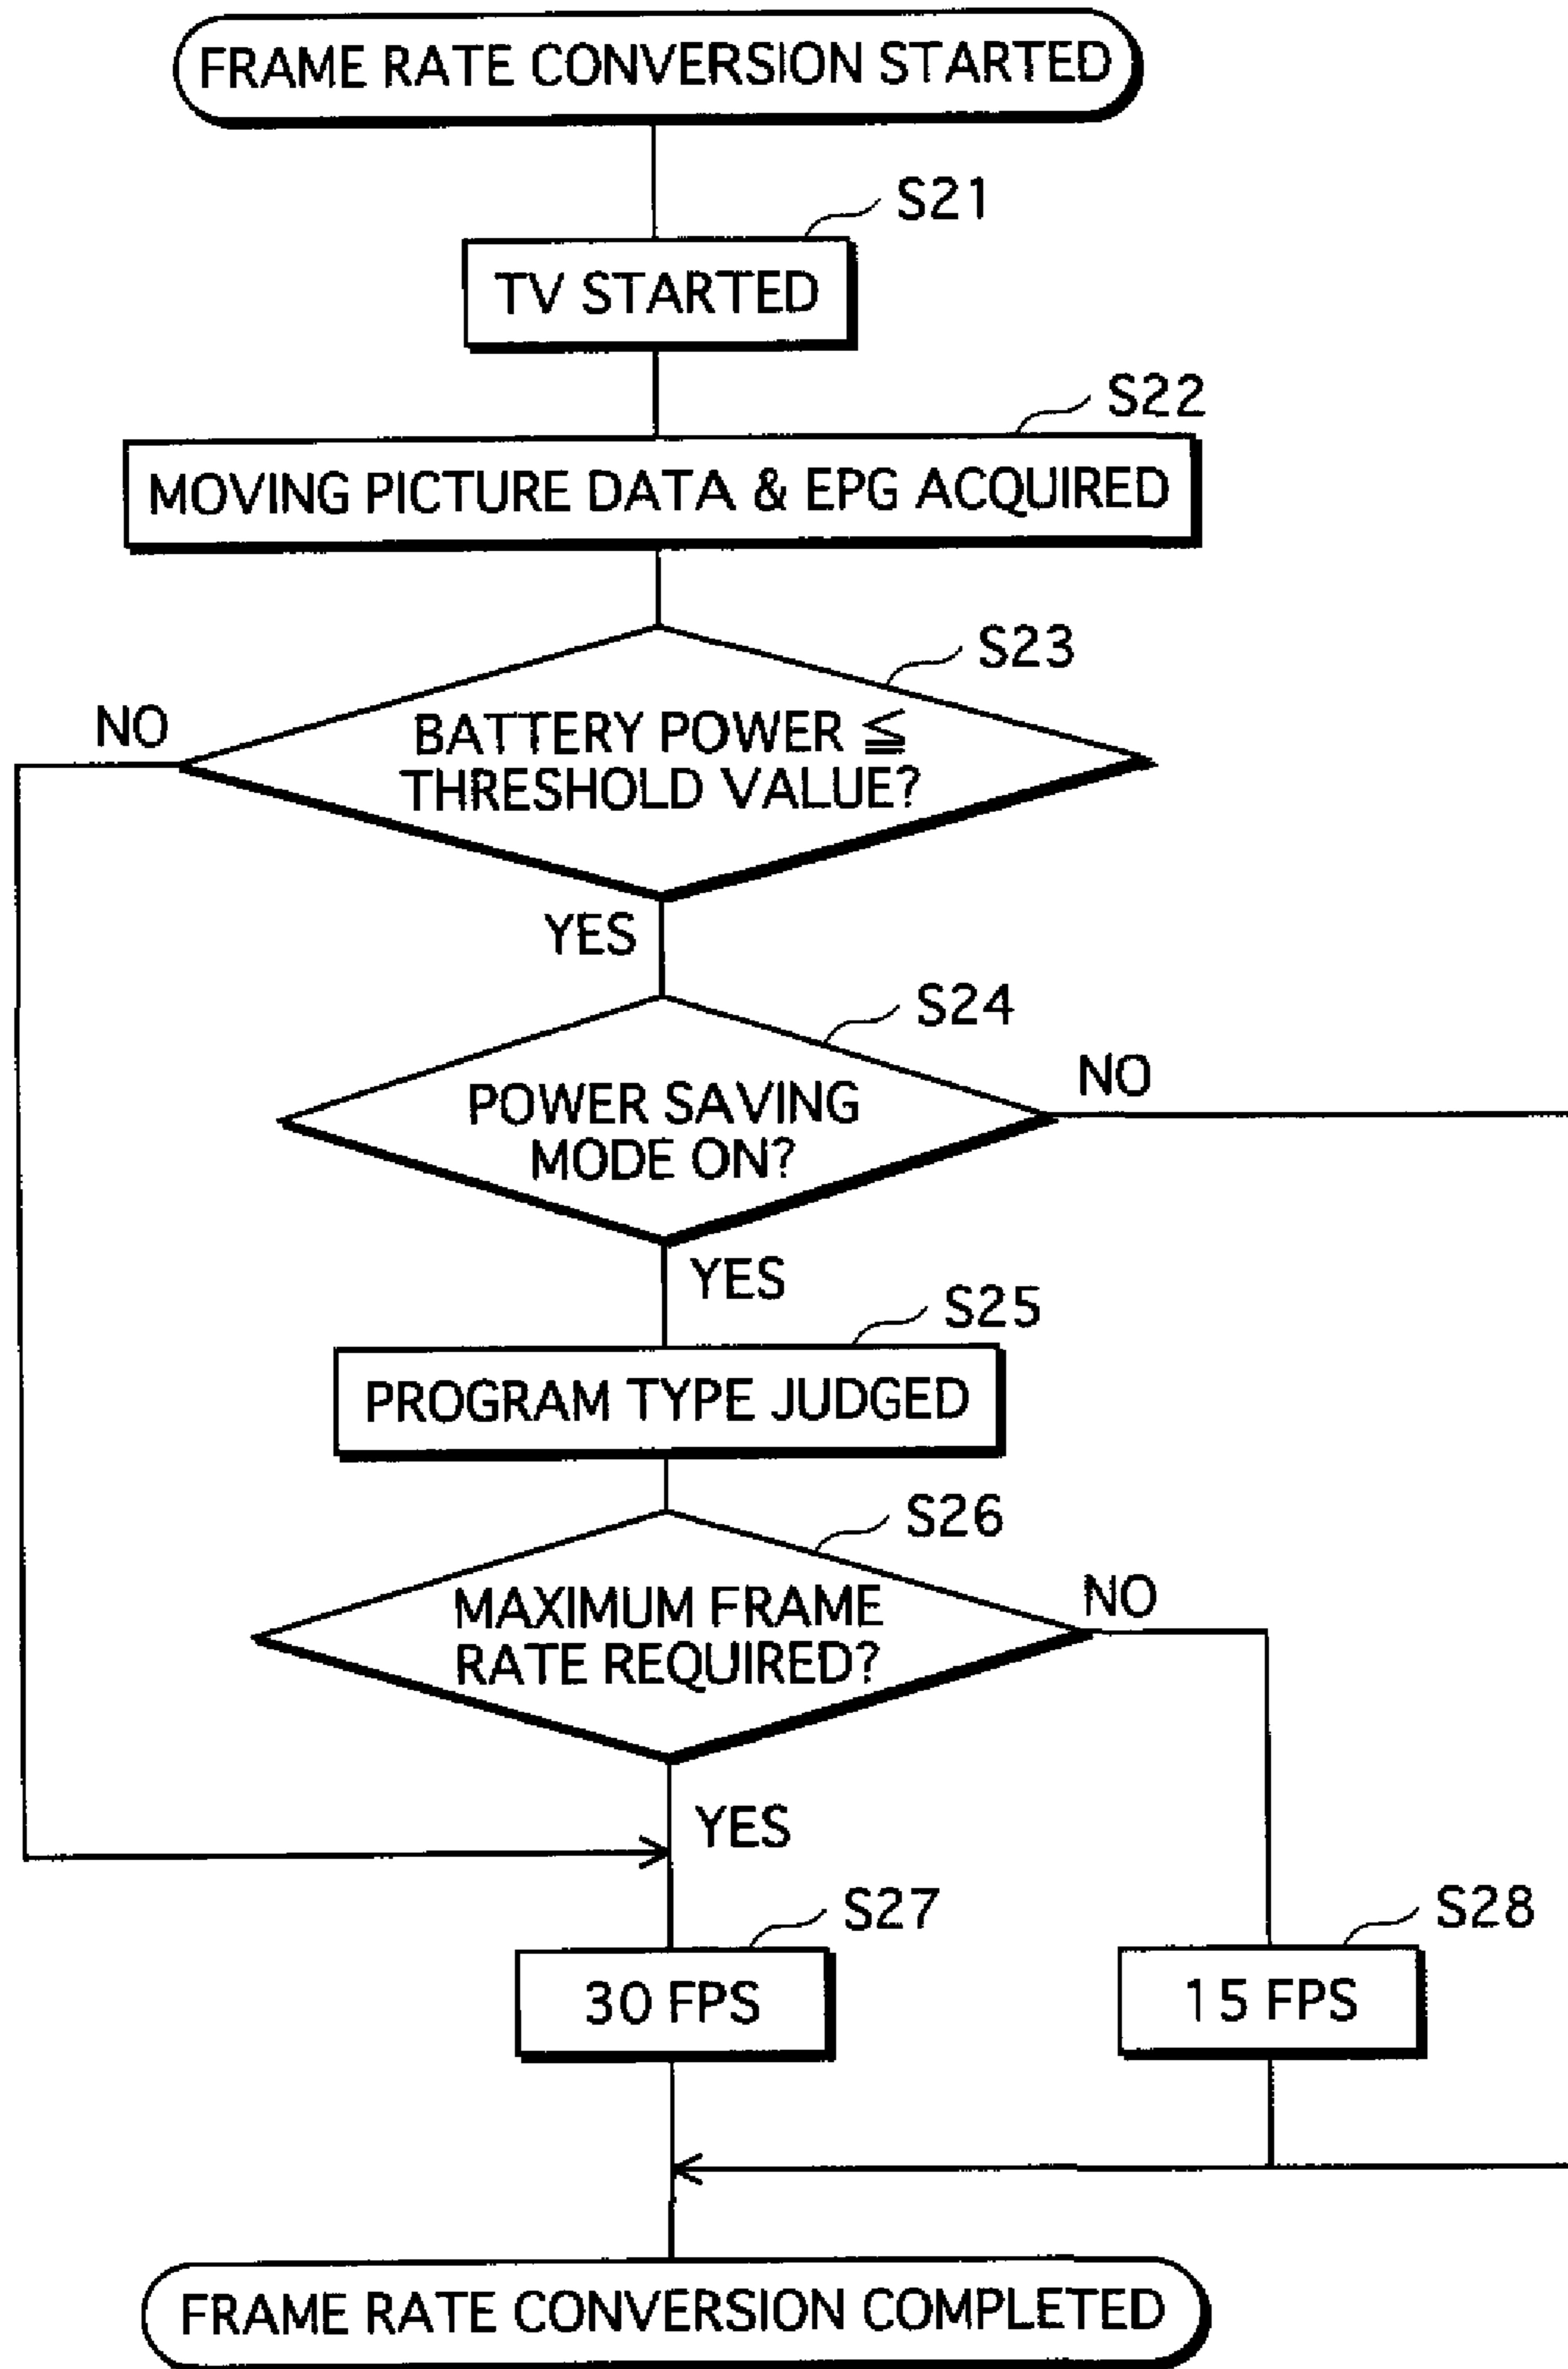 FRAME RATE CONVERSION STARTED
S21
TV STARTED
S22
MOVING PICTURE DATA & EPG ACQUIRED
S23
NO
BATTERY POWER ≦
THRESHOLD VALUE?
YES
S24
NO
POWER SAVING
MODE ON?
YES
S25
PROGRAM TYPE JUDGED
S26
NO
MAXIMUM FRAME
RATE REQUIRED?
YES
S27
S28
30 FPS
15 FPS
FRAME RATE CONVERSION COMPLETED